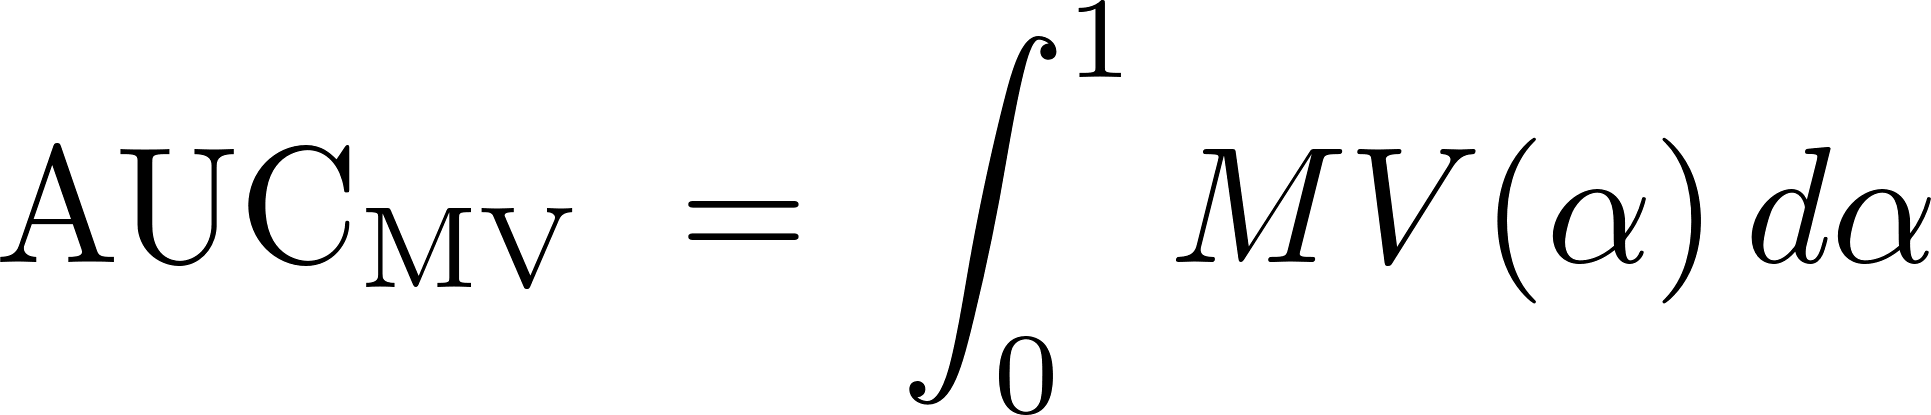 AUC_MV = ∫_0^1 MV(α) dα